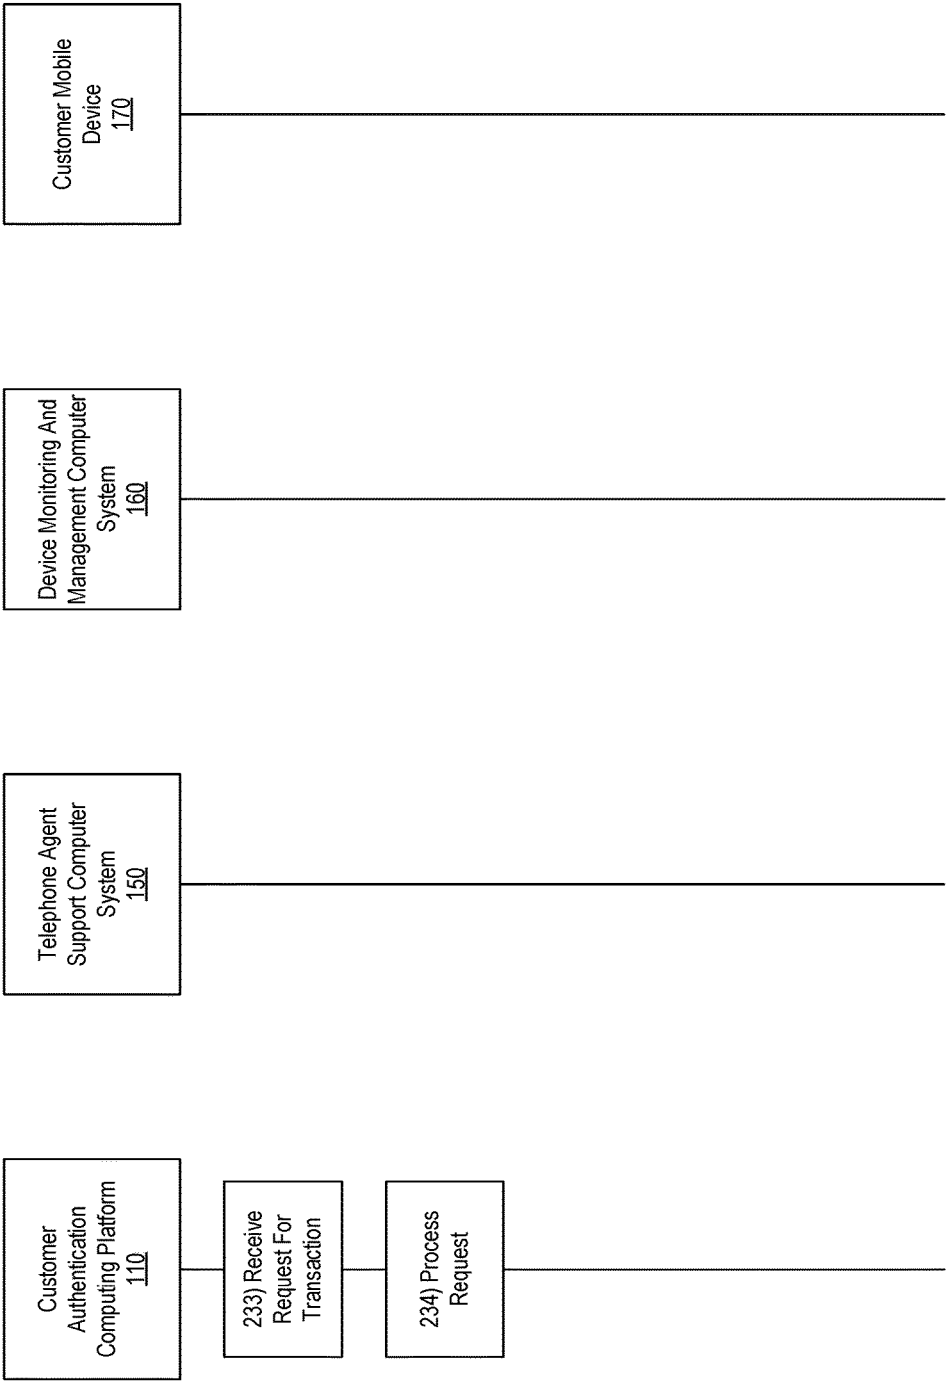 Customer
Authentication
Computing Platform
110
Telephone Agent
Support Computer
System
150
Device Monitoring And
Management Computer
System
160
Customer Mobile
Device
170
233) Receive
Request For
Transaction
234) Process
Request